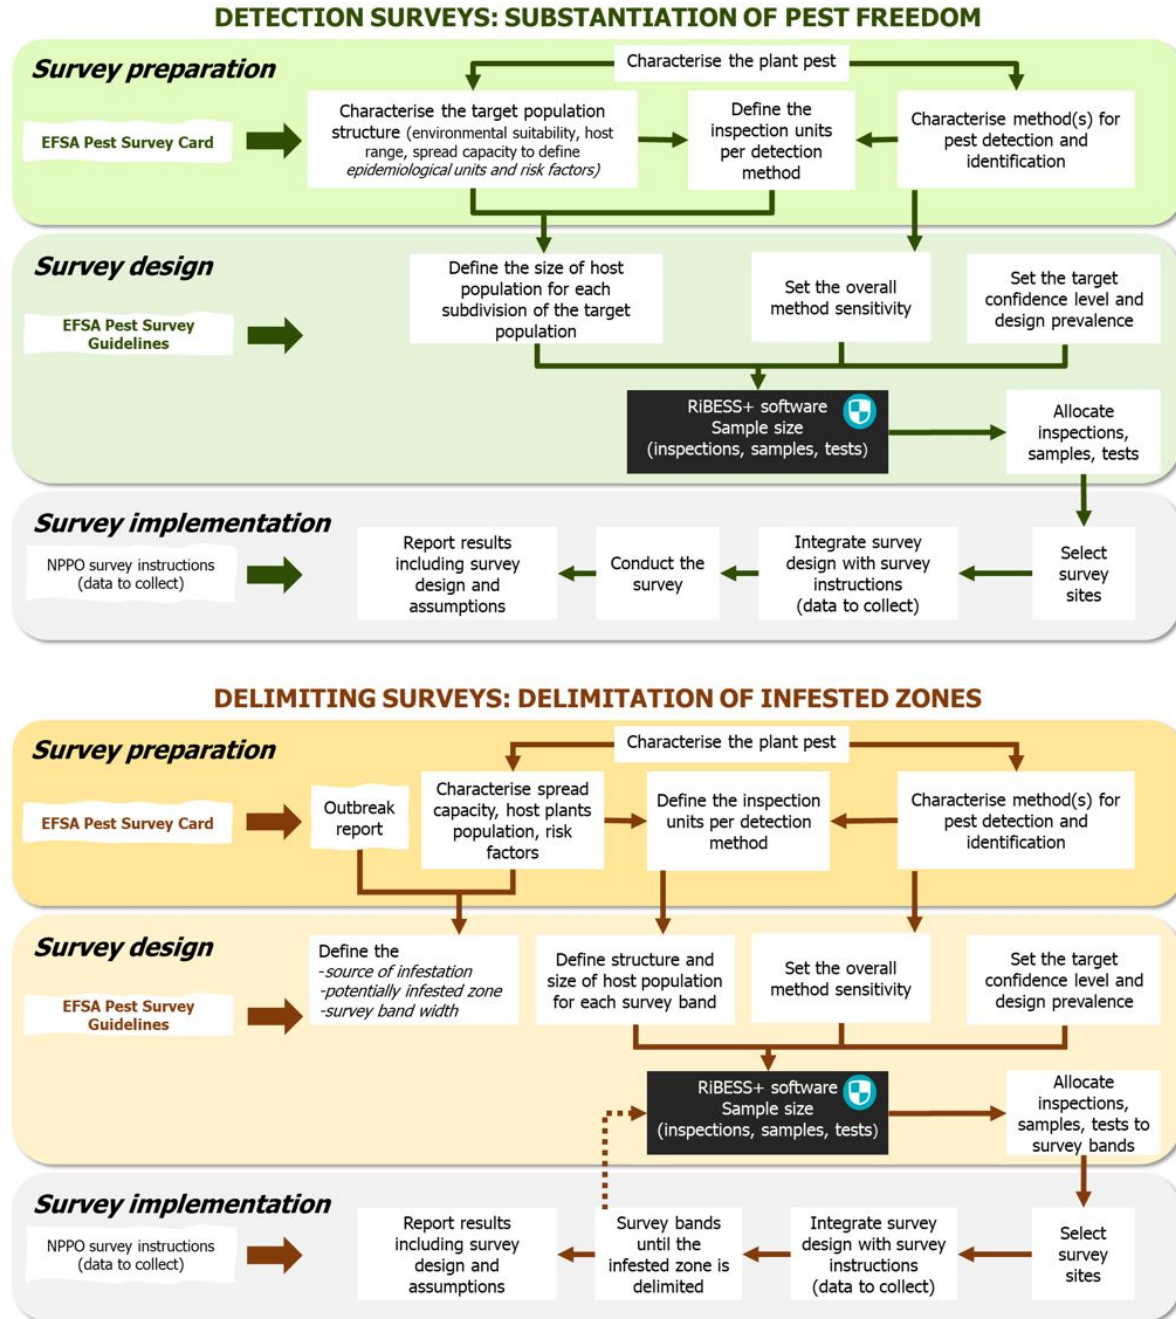 DETECTION SURVEYS: SUBSTANTIATION OF PEST FREEDOM
Survey preparation
Characterise the plant pest
EFSA Pest Survey Card
Characterise the target population
structure (environmental suitability, host
range, spread capacity to define
epidemiological units and risk factors)
Define the
inspection units
per detection
method
Characterise method(s) for
pest detection and
identification
Survey design
EFSA Pest Survey
Guidelines
Define the size of host
population for each
subdivision of the target
population
Set the overall
method sensitivity
Set the target
confidence level and
design prevalence
RiBESS+ software
Sample size
(inspections, samples, tests)
Allocate
inspections,
samples, tests
Survey implementation
NPPO survey instructions
(data to collect)
Report results
including survey
design and
assumptions
Conduct the
survey
Integrate survey
design with survey
instructions
(data to collect)
Select
survey
sites
DELIMITING SURVEYS: DELIMITATION OF INFESTED ZONES
Survey preparation
Characterise the plant pest
EFSA Pest Survey Card
Outbreak
report
Characterise spread
capacity, host plants
population, risk
factors
Define the inspection
units per detection
method
Characterise method(s) for
pest detection and
identification
Survey design
EFSA Pest Survey
Guidelines
Define the
-source of infestation
-potentially infested zone
-survey band width
Define structure and
size of host population
for each survey band
Set the overall
method sensitivity
Set the target
confidence level and
design prevalence
RiBESS+ software
Sample size
(inspections, samples, tests)
Allocate
inspections,
samples, tests to
survey bands
Survey implementation
NPPO survey instructions
(data to collect)
Report results
including survey
design and
assumptions
Survey bands
until the
infested zone is
delimited
Integrate survey
design with survey
instructions
(data to collect)
Select
survey
sites